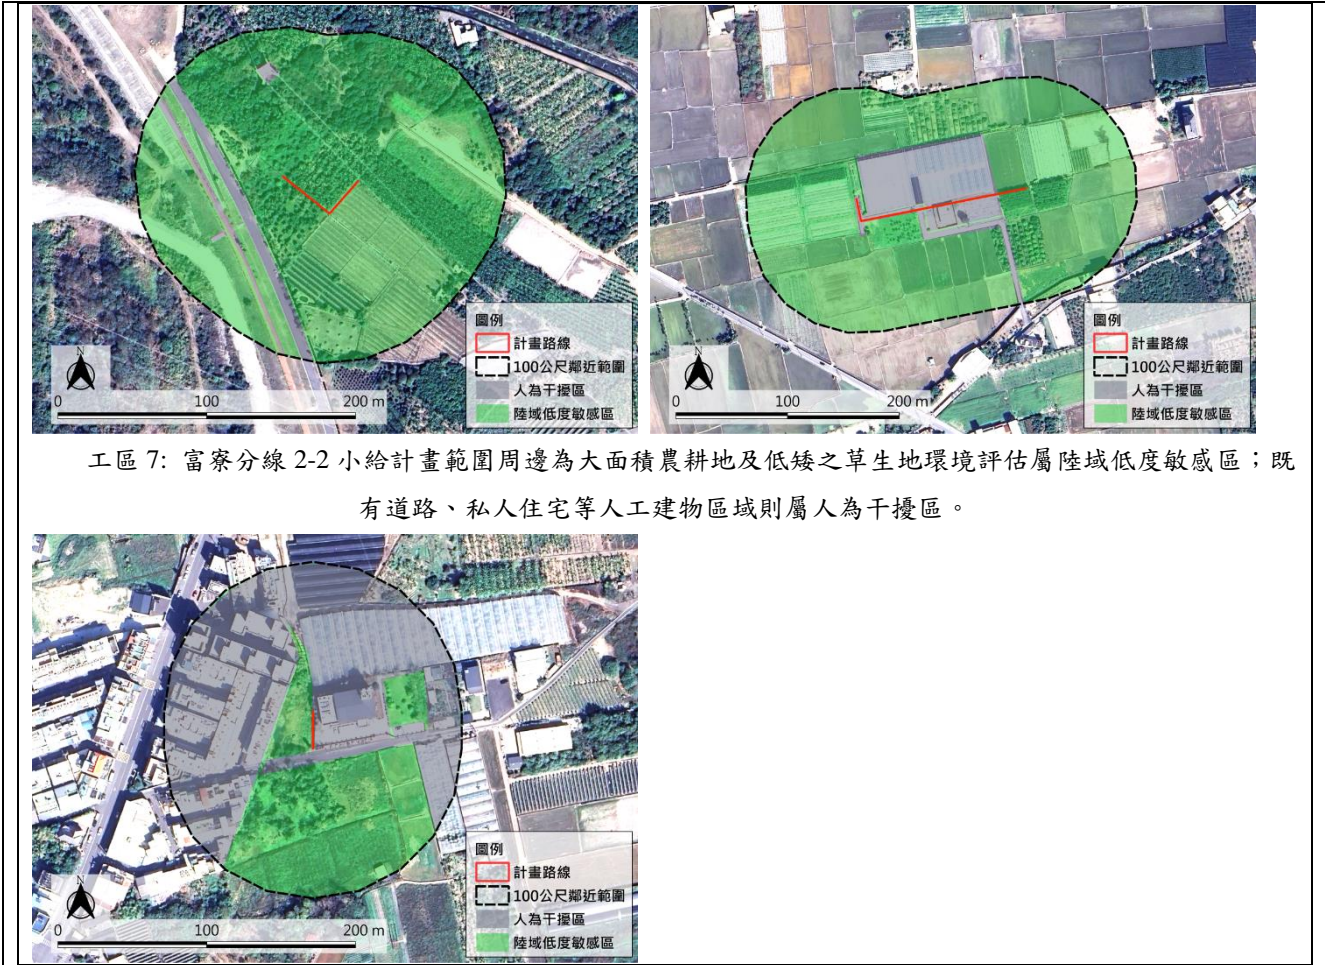 圖例
計畫路線
100公尺鄰近範圍
人為干擾區
陸域低度敏感區
N
0 100 200 m
圖例
計畫路線
100公尺鄰近範圍
人為干擾區
陸域低度敏感區
N
0 100 200 m
工區 7: 富寮分線 2-2 小給計畫範圍周邊為大面積農耕地及低矮之草生地環境評估屬陸域低度敏感區；既
有道路、私人住宅等人工建物區域則屬人為干擾區。
圖例
計畫路線
100公尺鄰近範圍
人為干擾區
陸域低度敏感區
N
0 100 200 m